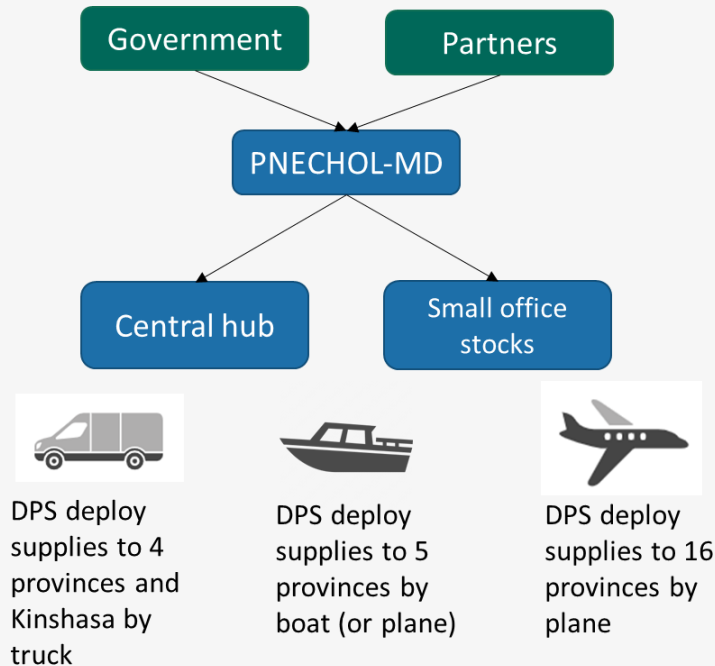 Government
Partners
PNECHOL-MD
Central hub
Small office
stocks
DPS deploy
supplies to 4
provinces and
Kinshasa by
truck
DPS deploy
supplies to 5
provinces by
boat (or plane)
DPS deploy
supplies to 16
provinces by
plane